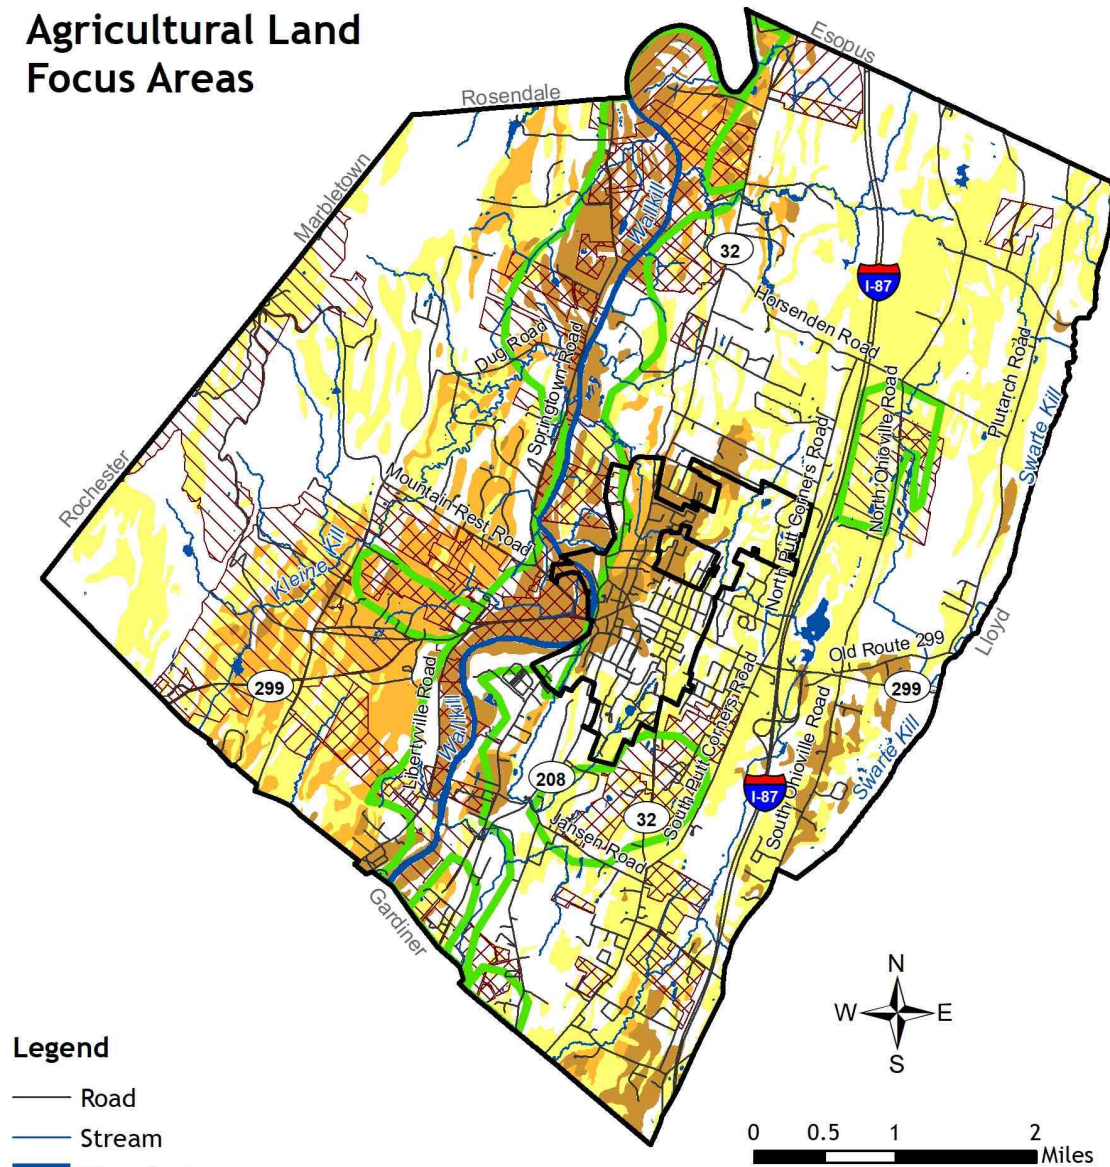 Agricultural Land
Focus Areas
Esopus
Rosendale
Marbletown
Wallkill
32
I-87
Horsenden Road
Dug Road
Springtown Road
Plutarch Road
North Ohioville Road
Swarte Kill
Rochester
Mountain Rest Road
North Putt Corners Road
Kleine Kill
Lloyd
Old Route 299
299
299
Libertyville Road
Wallkill
South Putt Corners Road
South Ohioville Road
Swarte Kill
208
I-87
32
Jansen Road
Gardiner
N
W
E
S
Legend
Road
Stream
0 0.5 1 2
Miles